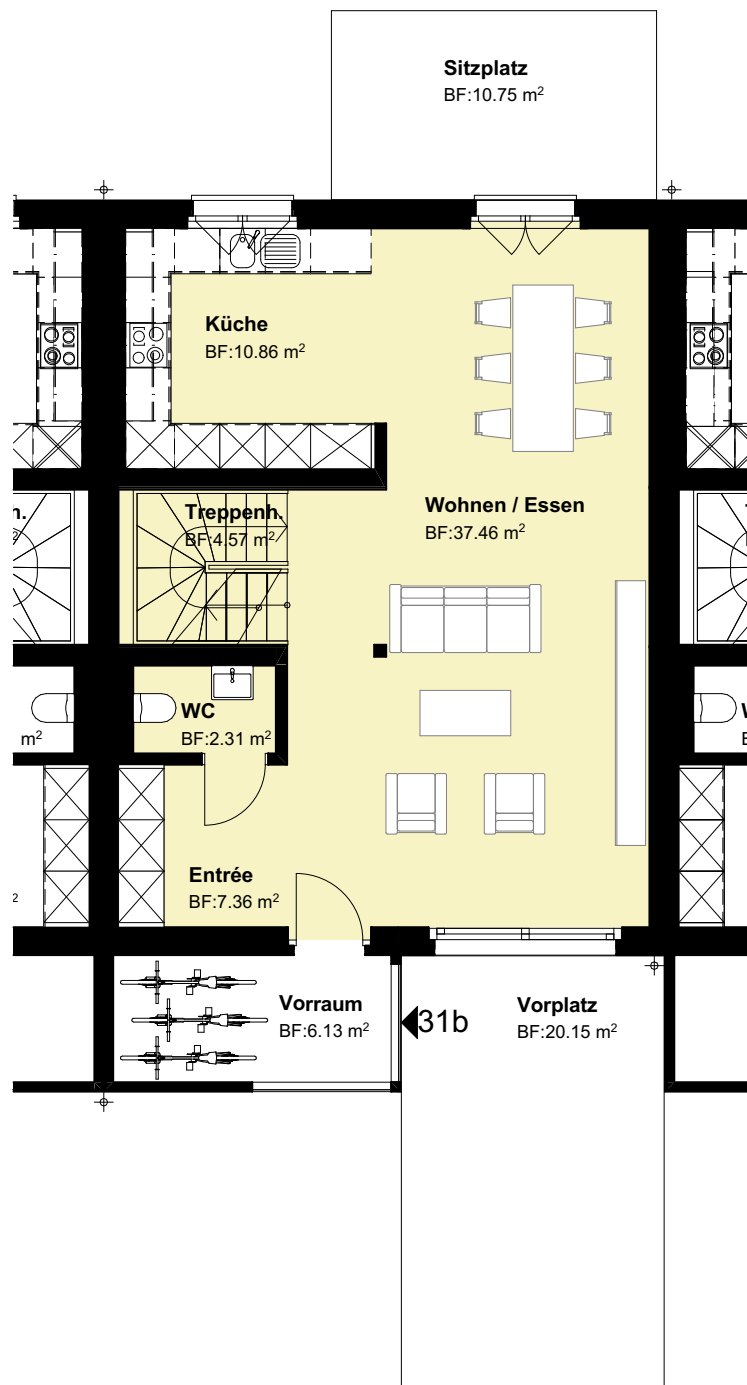 Sitzplatz
BF:10.75 m²
Küche
BF:10.86 m²
n.
²
Treppenh.
BF:4.57 m²
Wohnen / Essen
BF:37.46 m²
WC
BF:2.31 m²
m²
Entrée
BF:7.36 m²
²
Vorraum
BF:6.13 m²
31b
Vorplatz
BF:20.15 m²